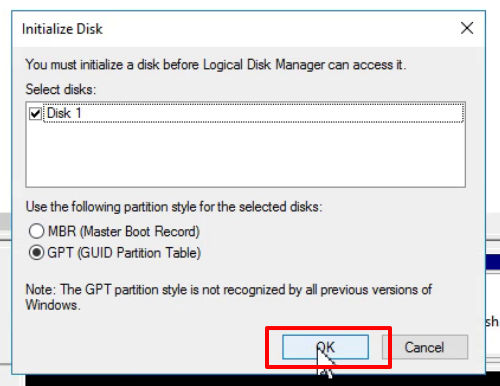 Initialize Disk
You must initialize a disk before Logical Disk Manager can access it.
Select disks:
Disk 1
Use the following partition style for the selected disks:
MBR (Master Boot Record)
GPT (GUID Partition Table)
Note: The GPT partition style is not recognized by all previous versions of
Windows.
sh
OK
Cancel